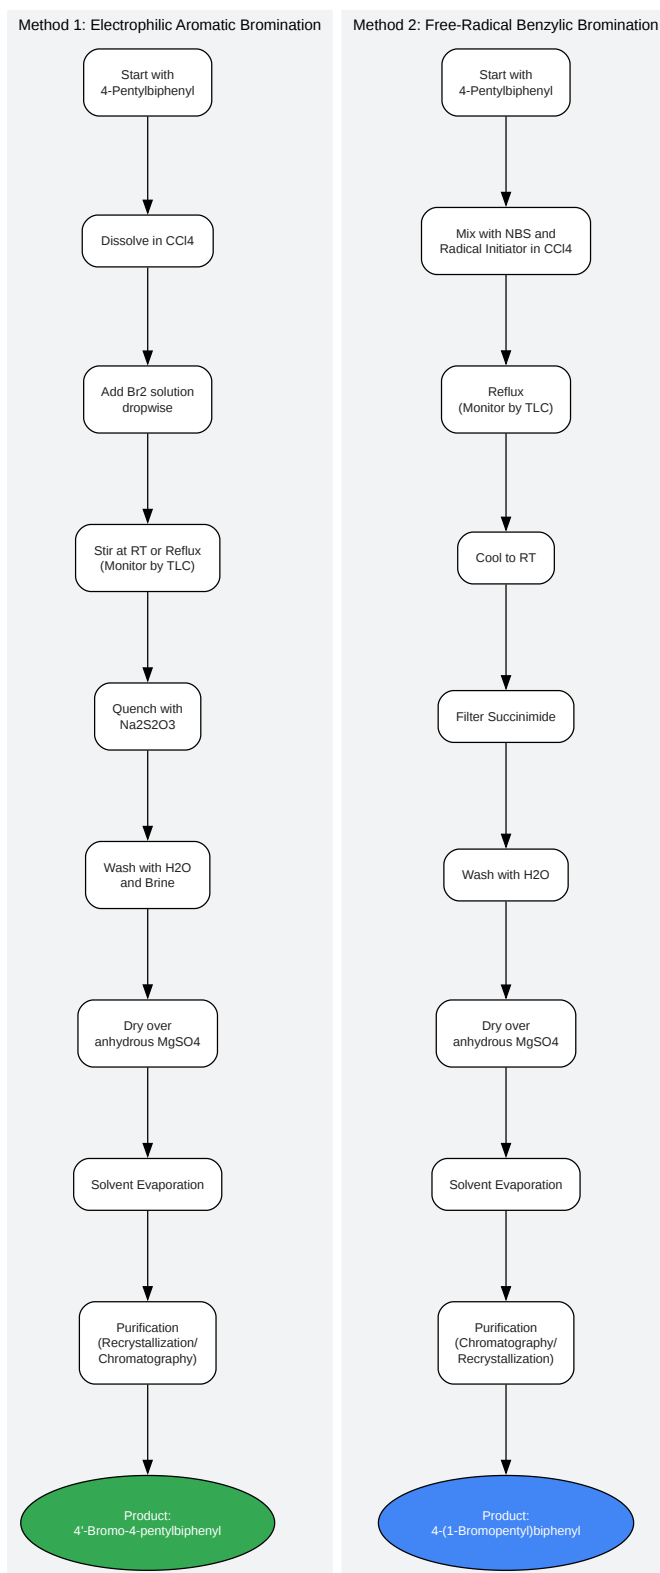 Method 1: Electrophilic Aromatic Bromination
Start with
4-Pentylbiphenyl
Dissolve in CCl4
Add Br2 solution
dropwise
Stir at RT or Reflux
(Monitor by TLC)
Quench with
Na2S2O3
Wash with H2O
and Brine
Dry over
anhydrous MgSO4
Solvent Evaporation
Purification
(Recrystallization/
Chromatography)
Product:
4'-Bromo-4-pentylbiphenyl
Method 2: Free-Radical Benzylic Bromination
Start with
4-Pentylbiphenyl
Mix with NBS and
Radical Initiator in CCl4
Reflux
(Monitor by TLC)
Cool to RT
Filter Succinimide
Wash with H2O
Dry over
anhydrous MgSO4
Solvent Evaporation
Purification
(Chromatography/
Recrystallization)
Product:
4-(1-Bromopentyl)biphenyl